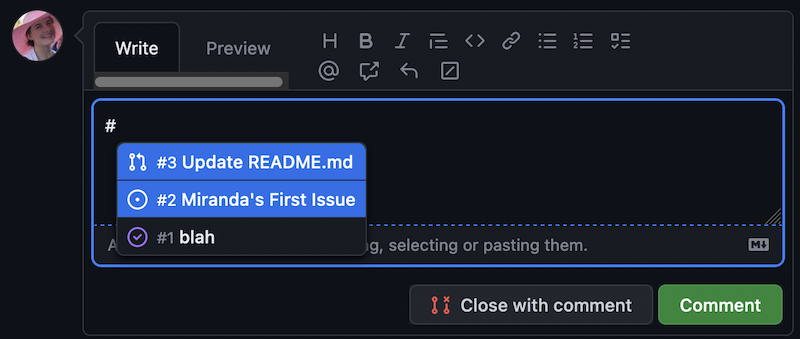 Write
Preview
#
#3 Update README.md
#2 Miranda's First Issue
#1 blah
A
g, selecting or pasting them.
Close with comment
Comment